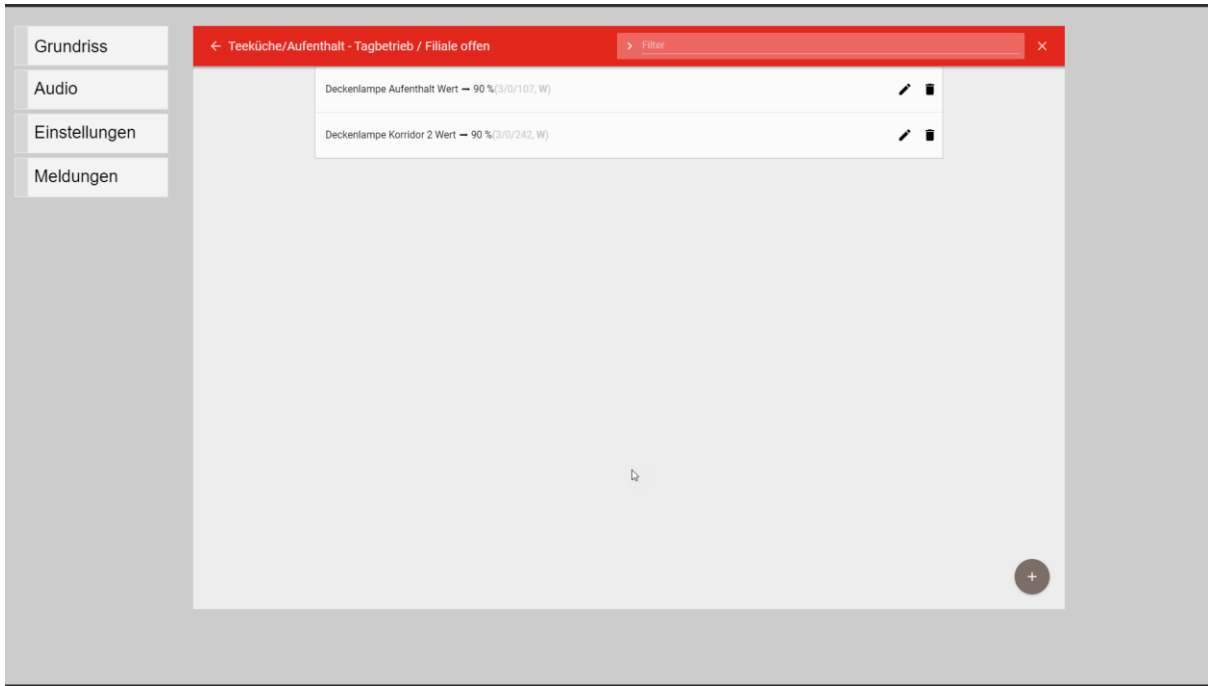 Grundriss
Audio
Einstellungen
Meldungen
← Teeküche/Aufenthalt - Tagbetrieb / Filiale offen
Filter
Deckenlampe Aufenthalt Wert → 90 %(3/0/107, W)
Deckenlampe Korridor 2 Wert → 90 %(3/0/242, W)